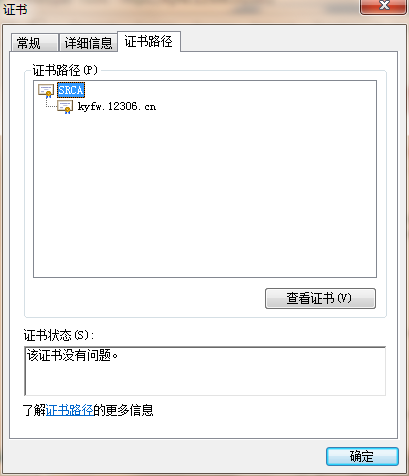 证书
常规
详细信息
证书路径
证书路径(P)
SRCA
kyfw.12306.cn
查看证书(V)
证书状态(S):
该证书没有问题。
了解证书路径的更多信息
确定